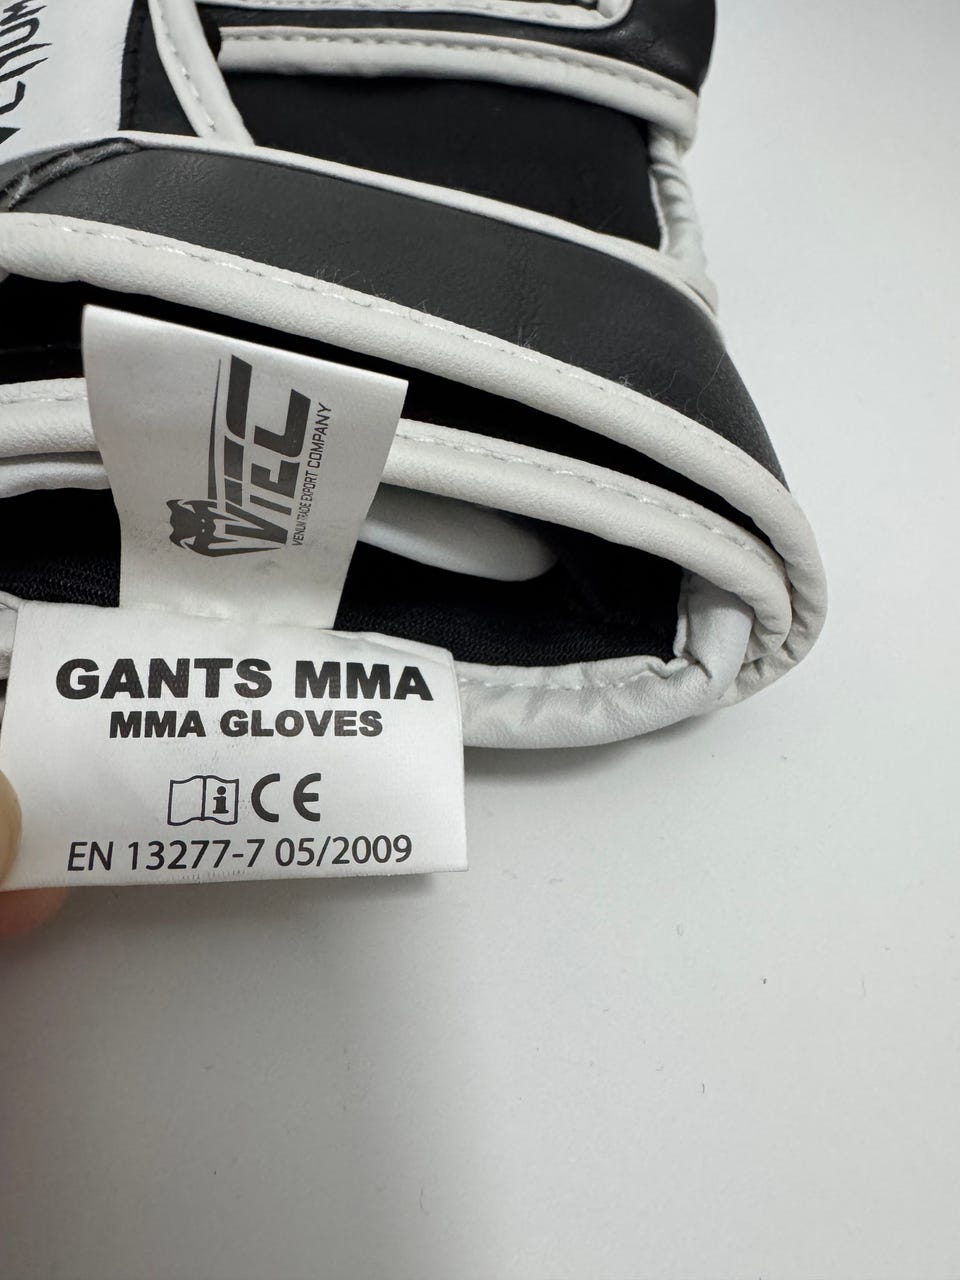 VTEC
VENUM TRADE EXPORT COMPANY
GANTS MMA
MMA GLOVES
i CE
EN 13277-7 05/2009